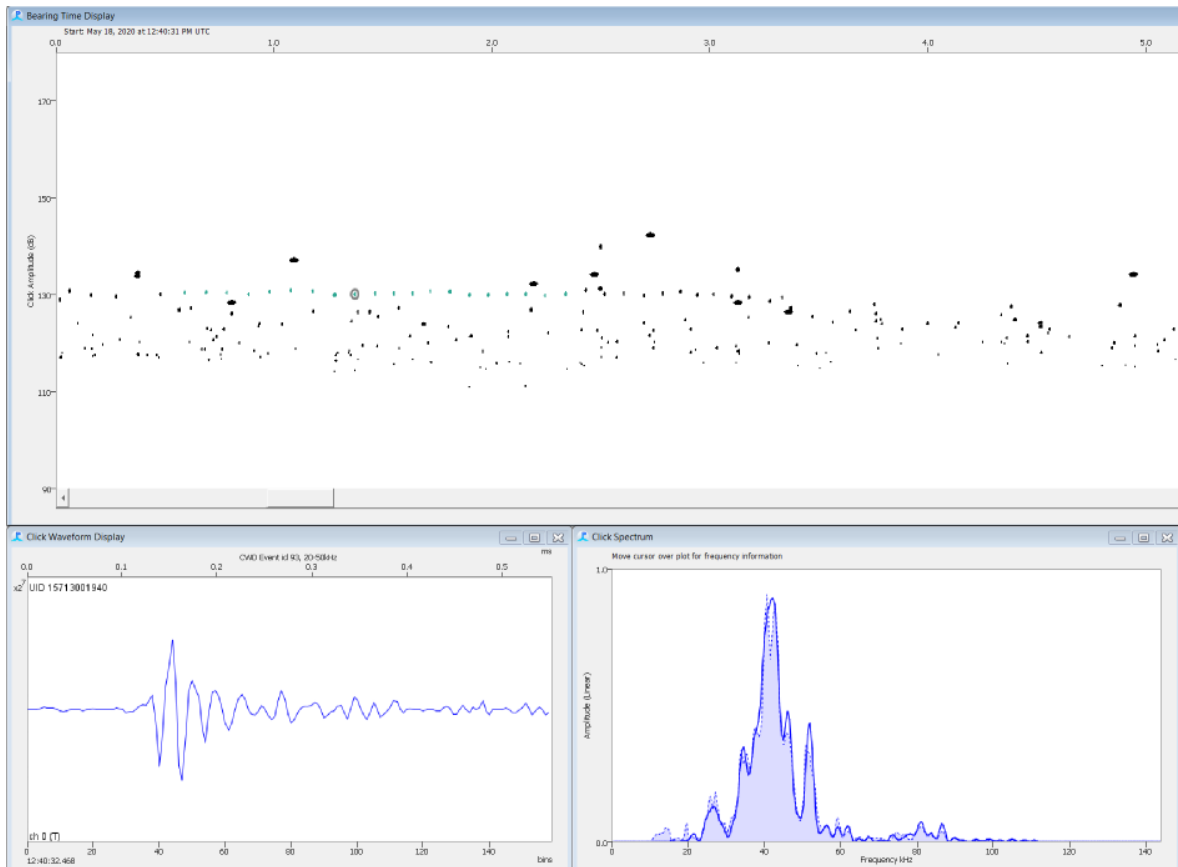 Bearing Time Display
Start: May 18, 2020 at 12:40:31 PM UTC
0.0 1.0 2.0 3.0 4.0 5.0
170
150
Click Amplitude (dB)
130
110
90
Click Waveform Display
CWD Event id 93, 20-50kHz
ms
0.0 0.1 0.2 0.3 0.4 0.5
x2^7
UID 15713001940
ch 0 (T)
0 20 40 60 80 100 120 140
12:40:32.468
bins
Click Spectrum
Move cursor over plot for frequency information
1.0
Amplitude (Linear)
0.0
0 20 40 60 80 100 120 140
Frequency kHz